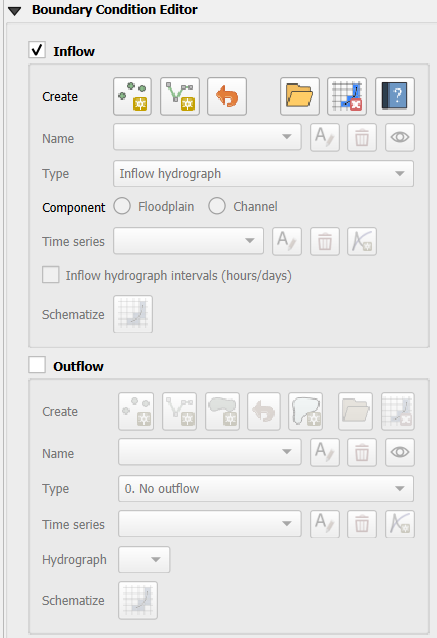 Boundary Condition Editor
Inflow
Create
Name
Type Inflow hydrograph
Component Floodplain Channel
Time series
Inflow hydrograph intervals (hours/days)
Schematize
Outflow
Create
Name
Type 0. No outflow
Time series
Hydrograph
Schematize